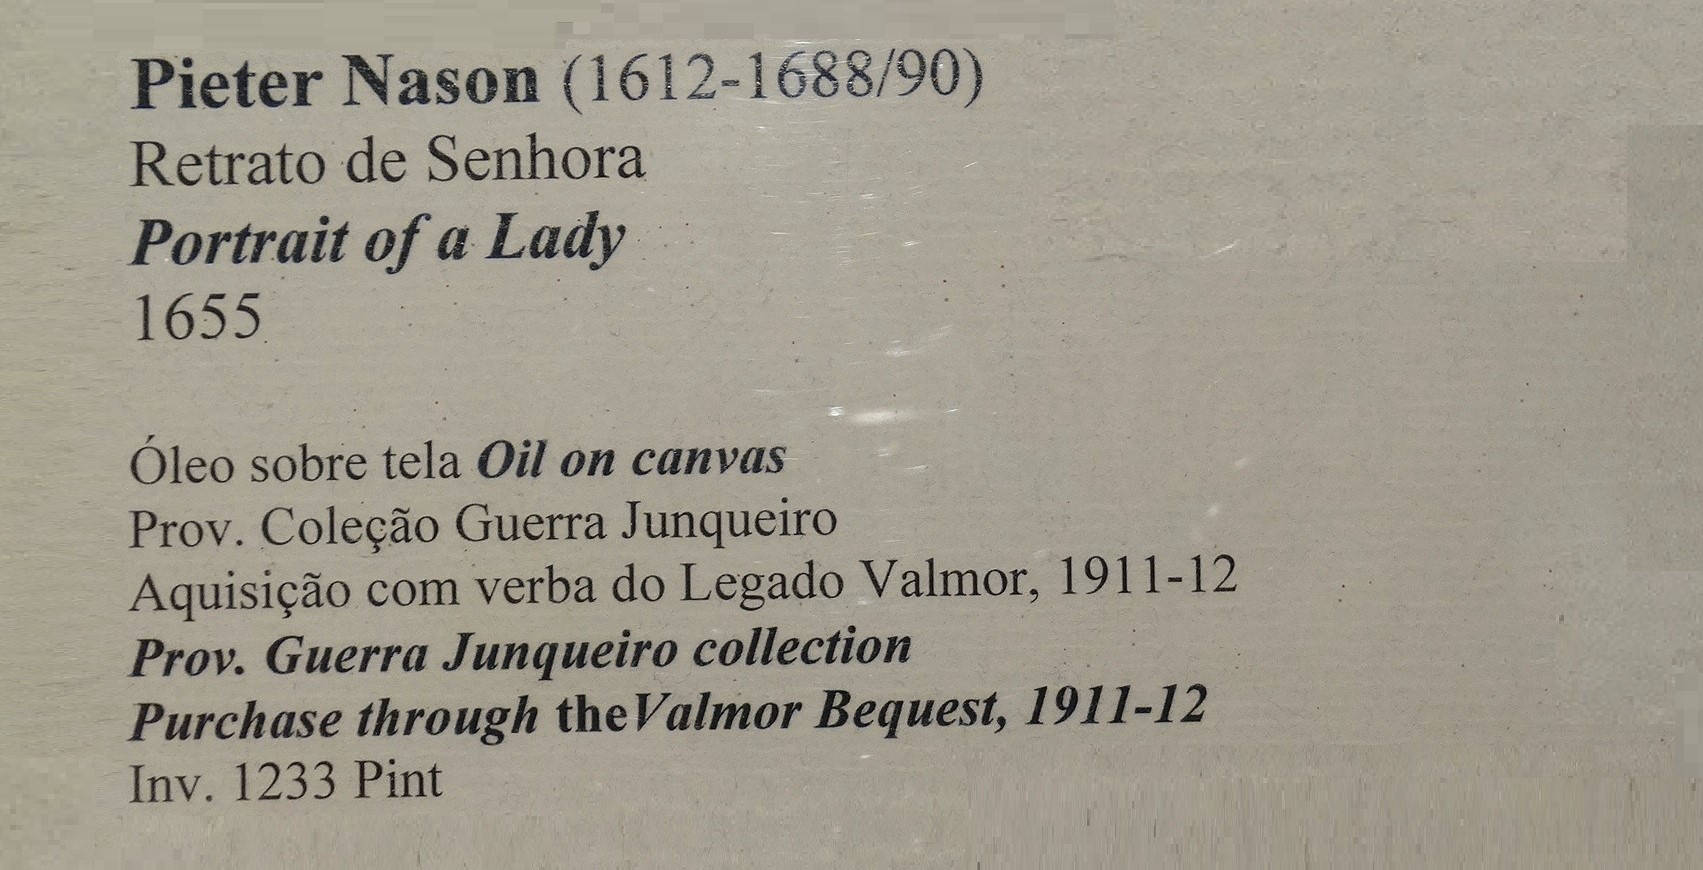 Pieter Nason (1612-1688/90)
Retrato de Senhora
Portrait of a Lady
1655
Óleo sobre tela Oil on canvas
Prov. Coleção Guerra Junqueiro
Aquisição com verba do Legado Valmor, 1911-12
Prov. Guerra Junqueiro collection
Purchase through theValmor Bequest, 1911-12
Inv. 1233 Pint